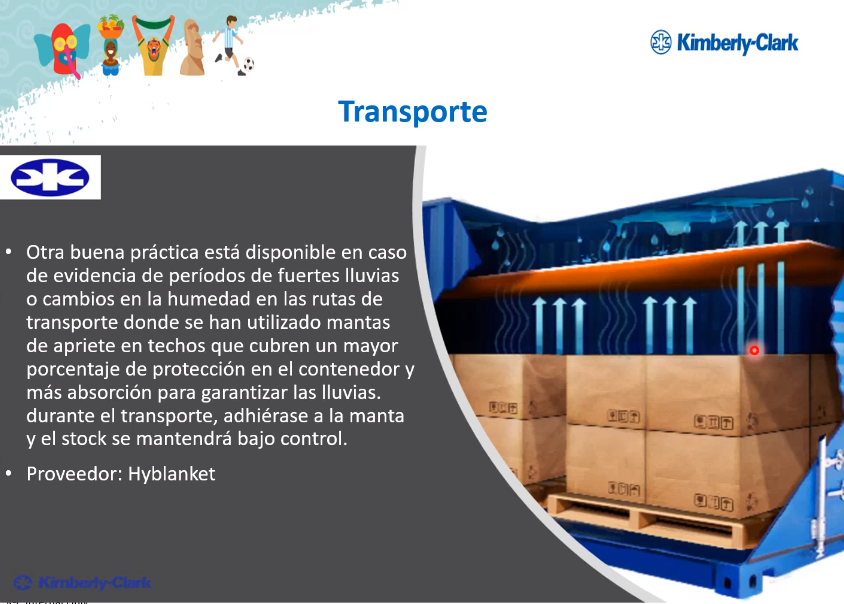 Kimberly-Clark
Transporte
• Otra buena práctica está disponible en caso
de evidencia de períodos de fuertes lluvias
o cambios en la humedad en las rutas de
transporte donde se han utilizado mantas
de apriete en techos que cubren un mayor
porcentaje de protección en el contenedor y
más absorción para garantizar las lluvias.
durante el transporte, adhiérase a la manta
y el stock se mantendrá bajo control.
• Proveedor: Hyblanket
Kimberly-Clark